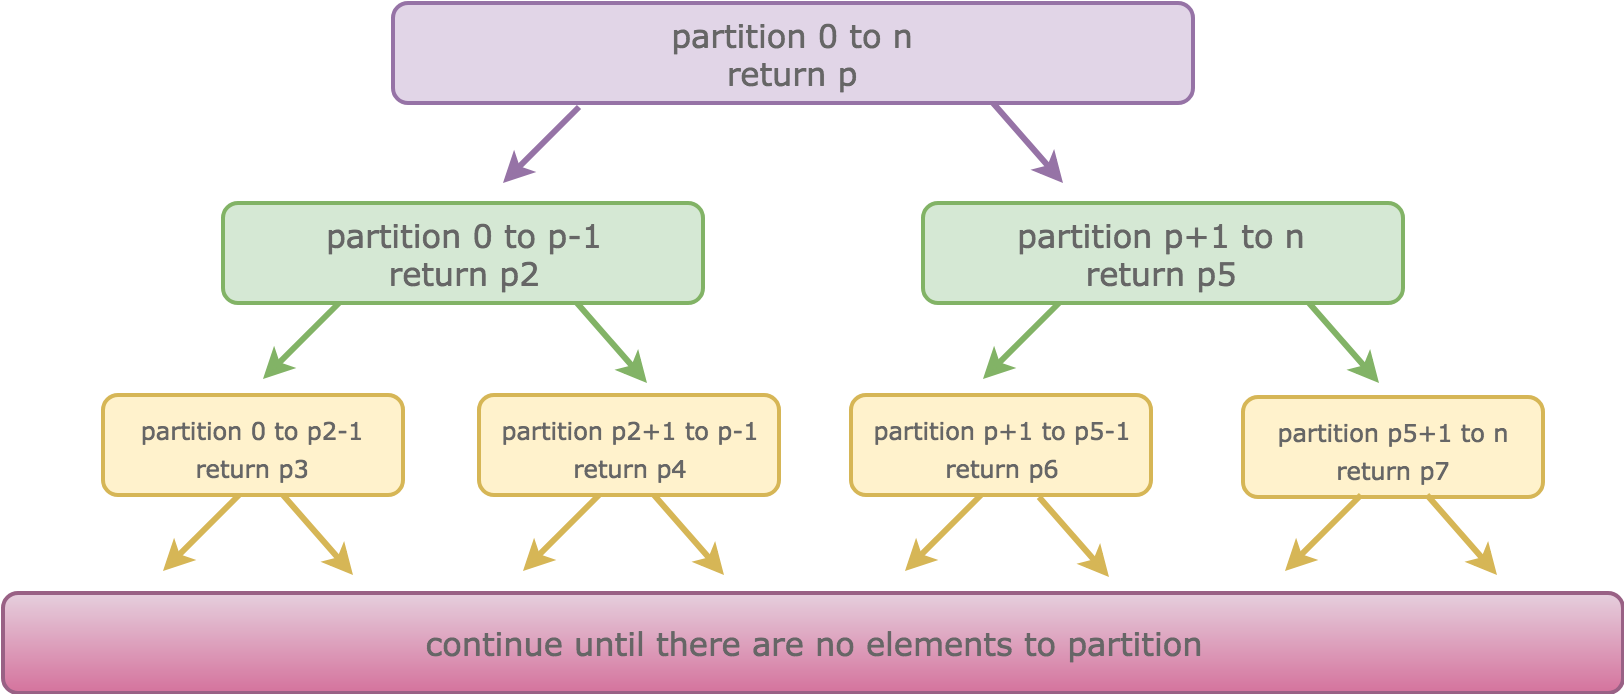 partition 0 to n
return p
partition 0 to p-1
return p2
partition p+1 to n
return p5
partition 0 to p2-1
return p3
partition p2+1 to p-1
return p4
partition p+1 to p5-1
return p6
partition p5+1 to n
return p7
continue until there are no elements to partition